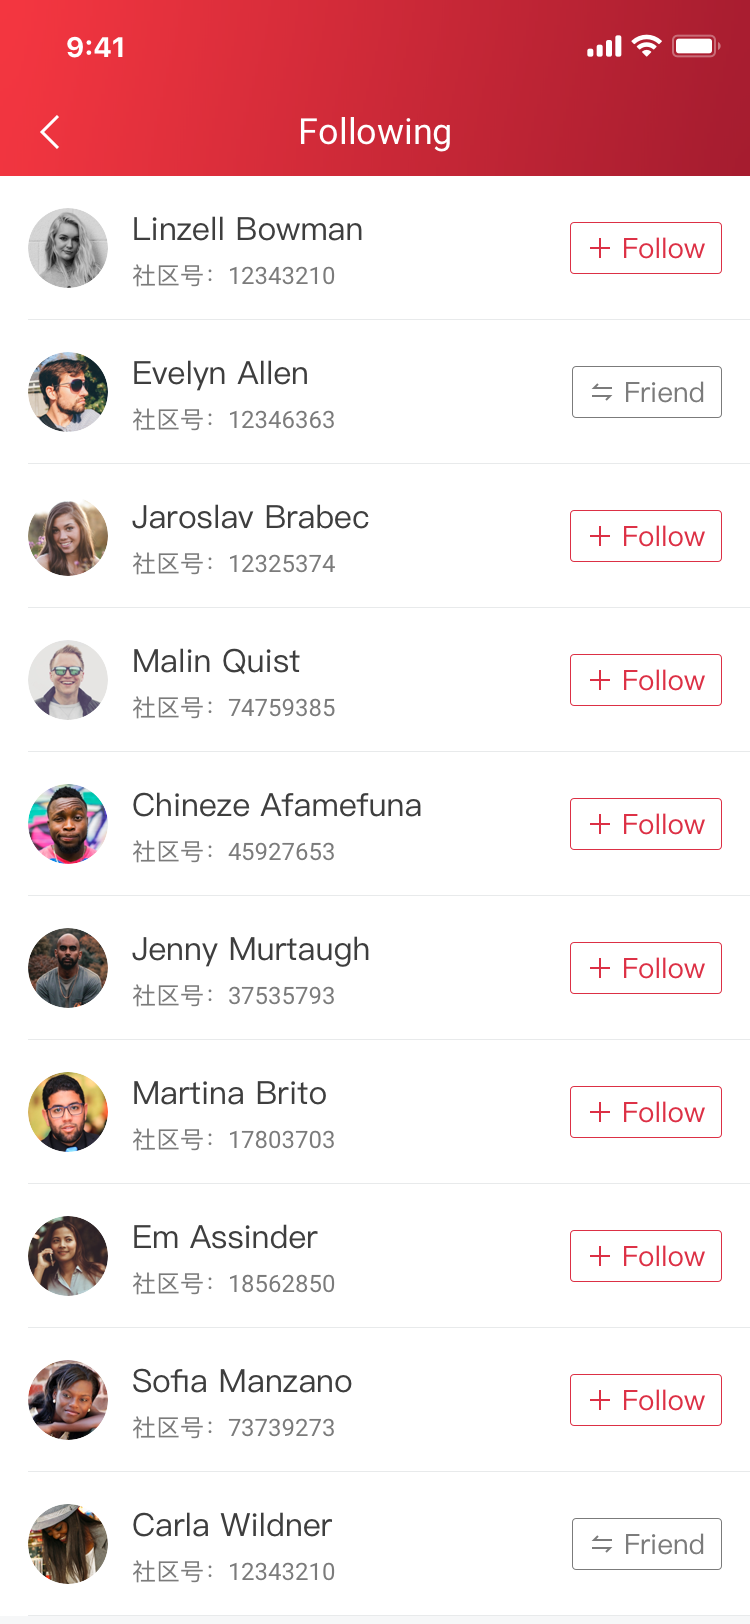 9:41
Following
Linzell Bowman
社区号：12343210
Follow
Evelyn Allen
社区号：12346363
Friend
Jaroslav Brabec
社区号：12325374
Follow
Malin Quist
社区号：74759385
Follow
Chineze Afamefuna
社区号：45927653
Follow
Jenny Murtaugh
社区号：37535793
Follow
Martina Brito
社区号：17803703
Follow
Em Assinder
社区号：18562850
Follow
Sofia Manzano
社区号：73739273
Follow
Carla Wildner
社区号：12343210
Friend